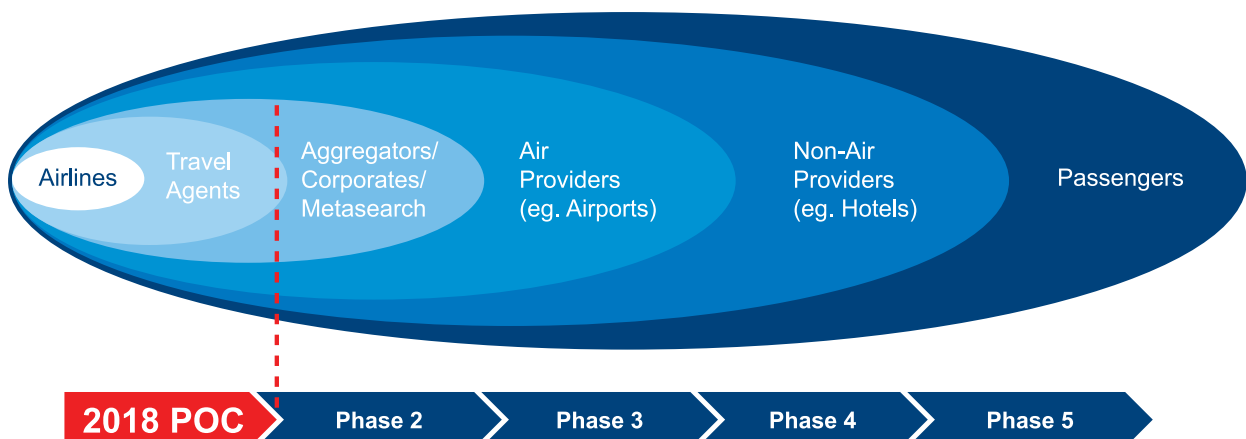 Airlines
Travel
Agents
Aggregators/
Corporates/
Metasearch
Air
Providers
(eg. Airports)
Non-Air
Providers
(eg. Hotels)
Passengers
2018 POC
Phase 2
Phase 3
Phase 4
Phase 5